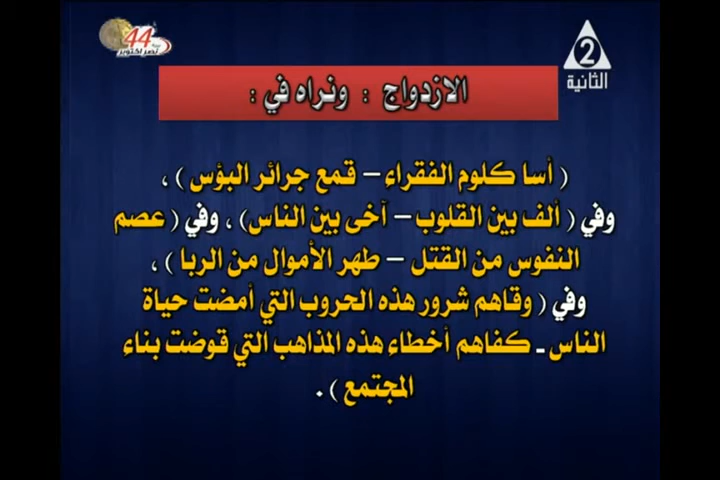 44
نصر أكتوبر
2
الثانية
الازدواج : ونراه في :
( أسا كلوم الفقراء – قمع جرائر البؤس ) ،
وفي ( ألف بين القلوب – آخى بين الناس) ، وفي ( عصم
النفوس من القتل – طهر الأموال من الربا ) ،
وفي ( وقاهم شرور هذه الحروب التي أمضت حياة
الناس ـ كفاهم أخطاء هذه المذاهب التي قوضت بناء
المجتمع ) .